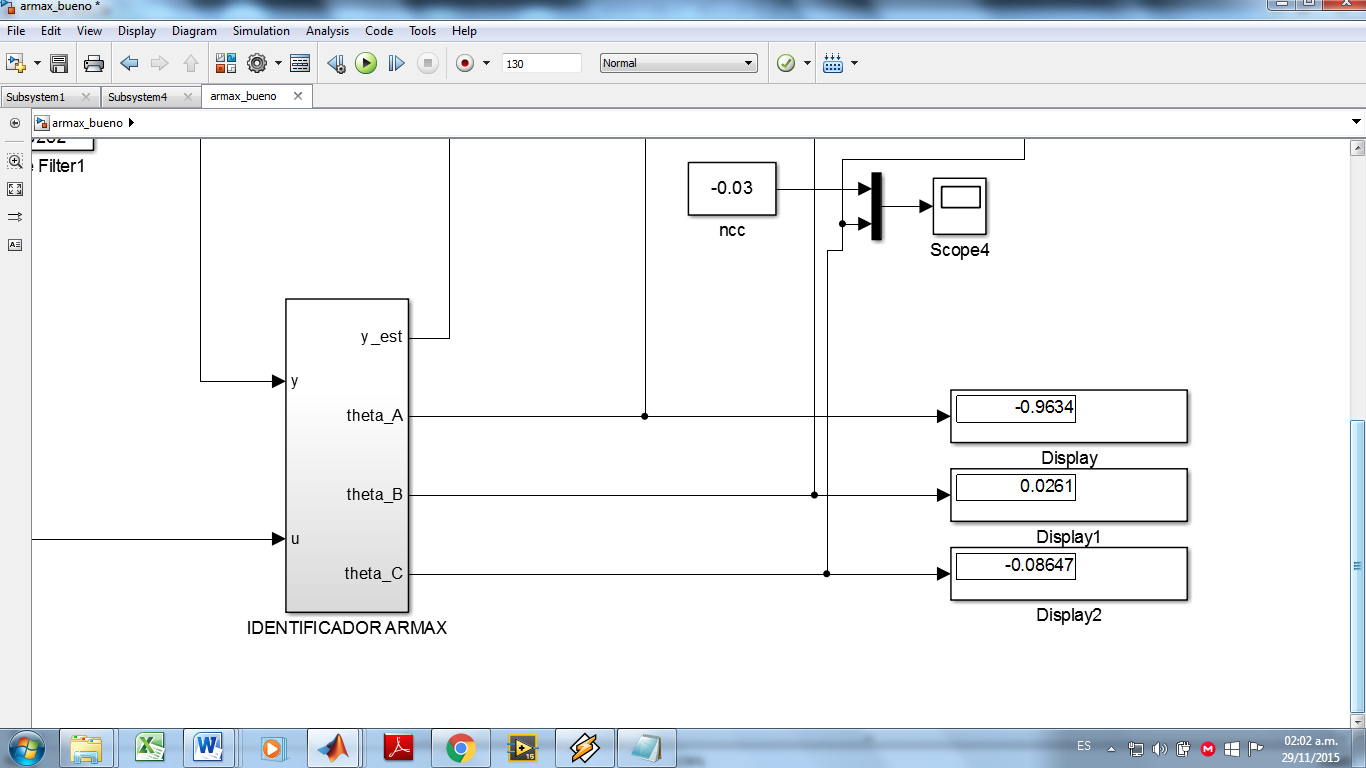 armax_bueno *
File Edit View Display Diagram Simulation Analysis Code Tools Help
130 Normal
Subsystem1 Subsystem4 armax_bueno
armax_bueno
Filter1
-0.03
ncc
Scope4
y_est
y
theta_A
theta_B
u
theta_C
IDENTIFICADOR ARMAX
-0.9634
Display
0.0261
Display1
-0.08647
Display2
ES
02:02 a.m.
29/11/2015